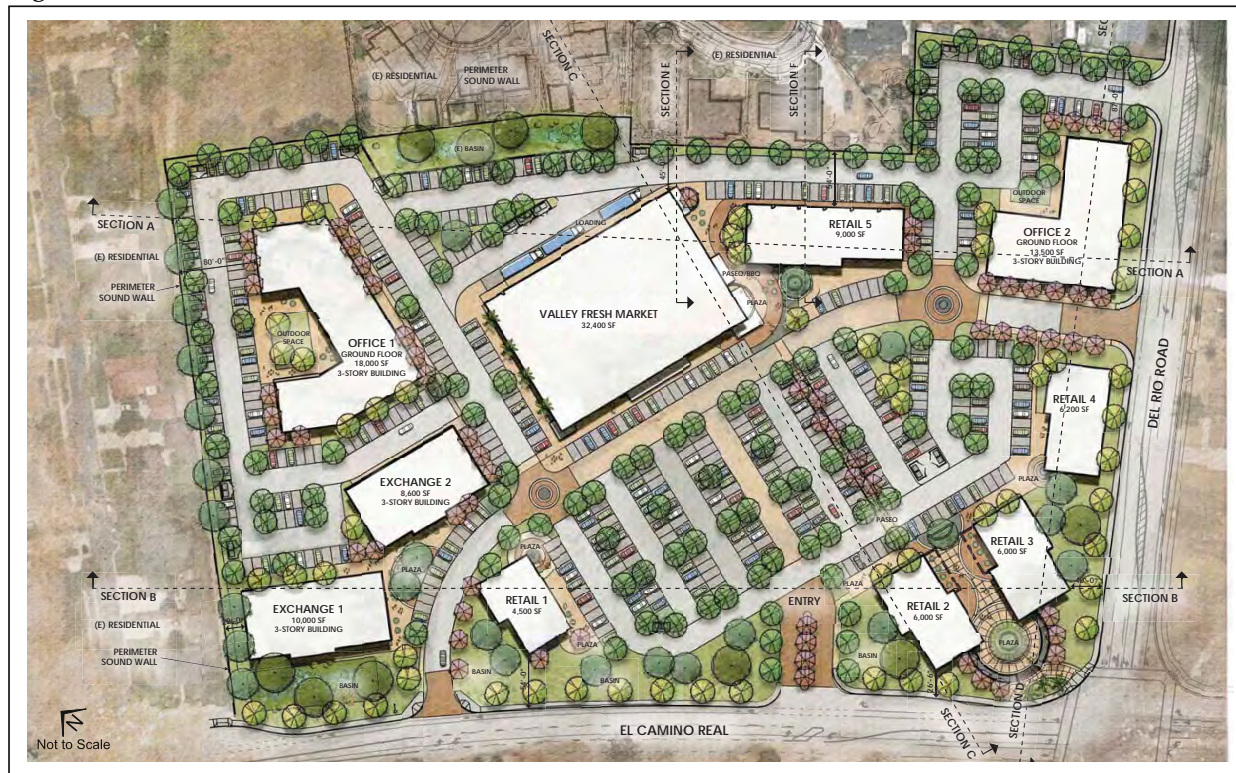 SECTION C
(E) RESIDENTIAL
PERIMETER
SOUND WALL
SECTION E
(E) RESIDENTIAL
SECTION F
(E) BASIN
SECTION A
(E) RESIDENTIAL
80'-0"
PERIMETER
SOUND WALL
LOADING
OUTDOOR
SPACE
OFFICE 1
GROUND FLOOR
18,000 SF
3-STORY BUILDING
VALLEY FRESH MARKET
32,400 SF
PASEO/BBQ
PLAZA
RETAIL 5
9,000 SF
OUTDOOR
SPACE
OFFICE 2
GROUND FLOOR
13,500 SF
3-STORY BUILDING
SECTION A
DEL RIO ROAD
RETAIL 4
6,200 SF
PLAZA
EXCHANGE 2
8,600 SF
3-STORY BUILDING
PASEO
RETAIL 3
6,000 SF
PLAZA
SECTION B
(E) RESIDENTIAL
EXCHANGE 1
10,000 SF
3-STORY BUILDING
RETAIL 1
4,500 SF
PLAZA
ENTRY
PLAZA
RETAIL 2
6,000 SF
SECTION B
PLAZA
PERIMETER
SOUND WALL
BASIN
BASIN
BASIN
BASIN
26'-6"
SECTION D
SECTION C
EL CAMINO REAL
N
Not to Scale